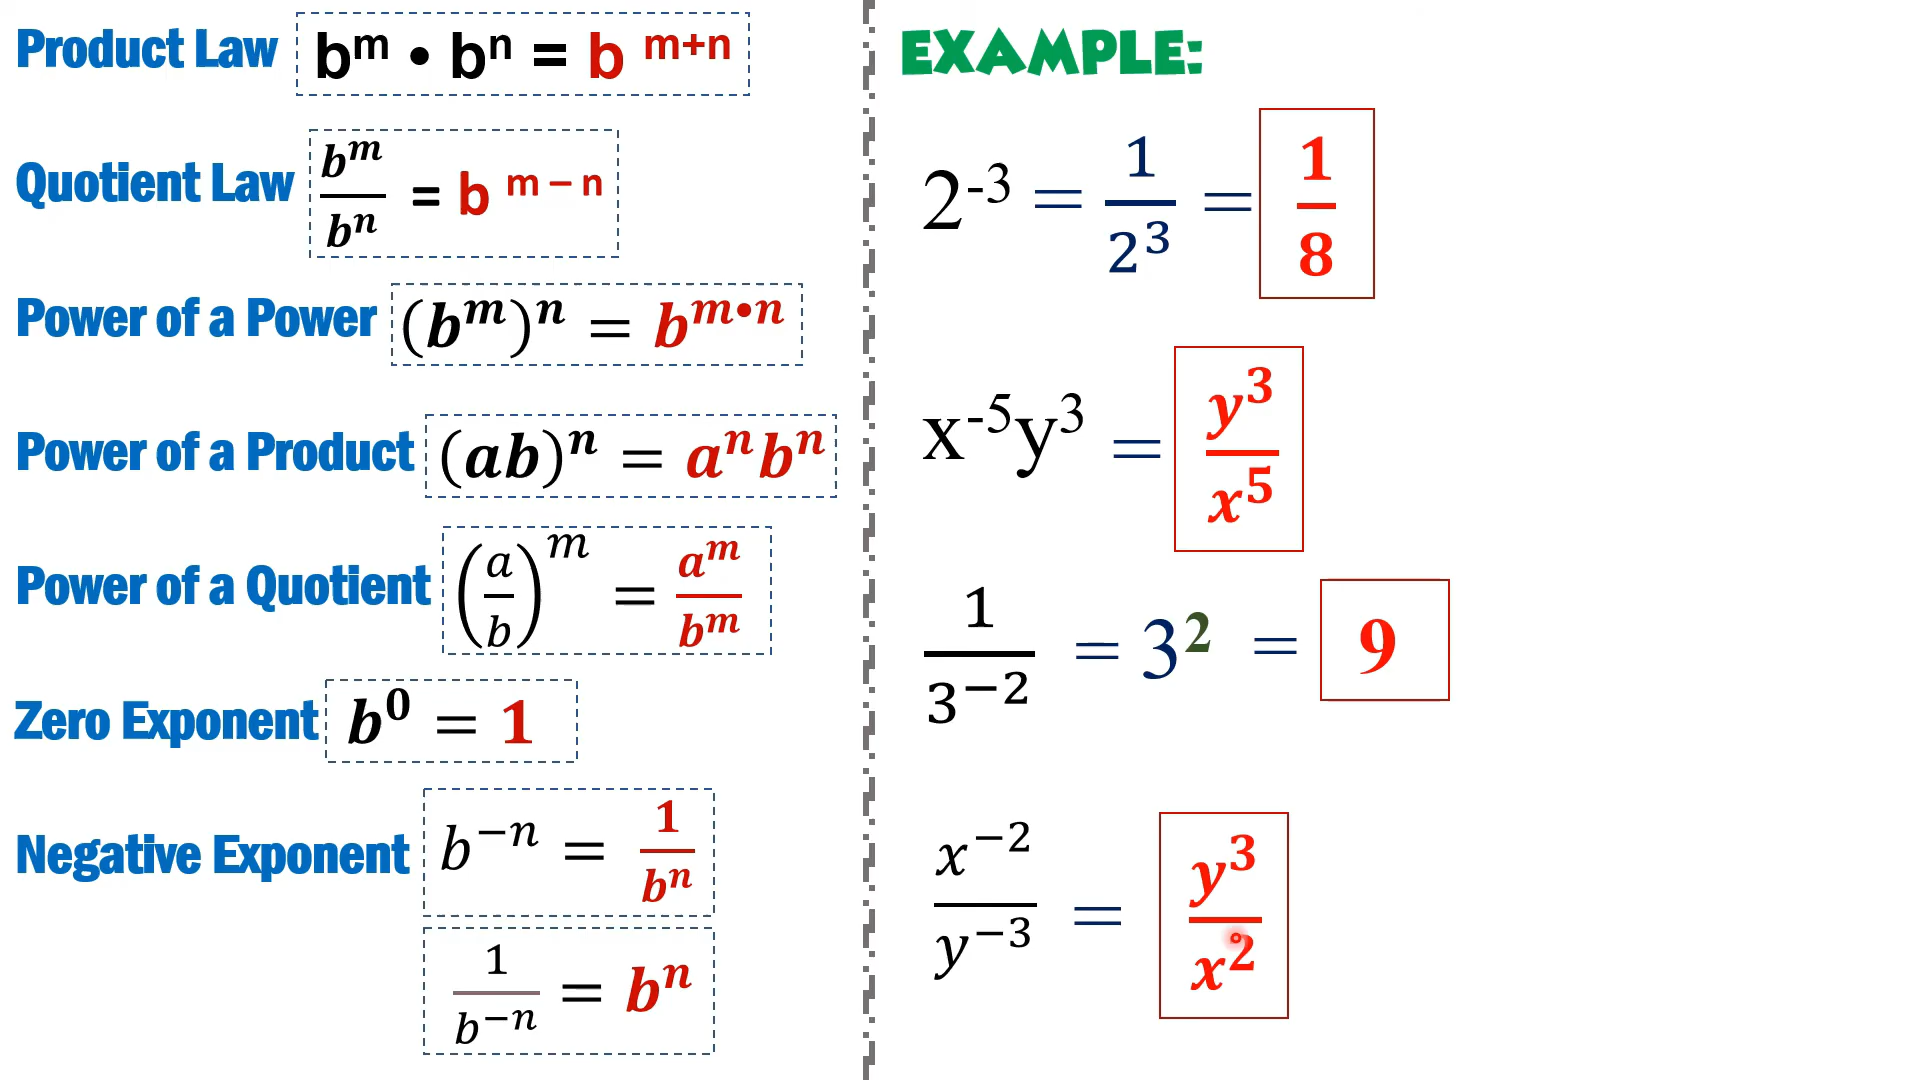 Product Law bᵐ • bⁿ = b ᵐ⁺ⁿ
Quotient Law bᵐ/bⁿ = b ᵐ ⁻ ⁿ
Power of a Power (bᵐ)ⁿ = b^{m•n}
Power of a Product (ab)ⁿ = aⁿbⁿ
Power of a Quotient (a/b)ᵐ = aᵐ/bᵐ
Zero Exponent b⁰ = 1
Negative Exponent b⁻ⁿ = 1/bⁿ
1/b⁻ⁿ = bⁿ
EXAMPLE:
2⁻³ = 1/2³ = 1/8
x⁻⁵y³ = y³/x⁵
1/3⁻² = 3² = 9
x⁻²/y⁻³ = y³/x²